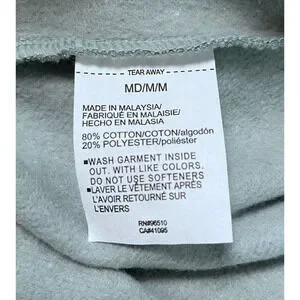 TEAR AWAY
MD/M/M
MADE IN MALAYSIA/
FABRIQUÉ EN MALAISIE/
HECHO EN MALASIA
80% COTTON/COTON/algodón
20% POLYESTER/poliéster
▪WASH GARMENT INSIDE
OUT. WITH LIKE COLORS.
DO NOT USE SOFTENERS
▪LAVER LE VÊTEMENT APRÈS
L'AVOIR RETOURNÉ SUR
L'ENVERS
RN#96510
CA#41095